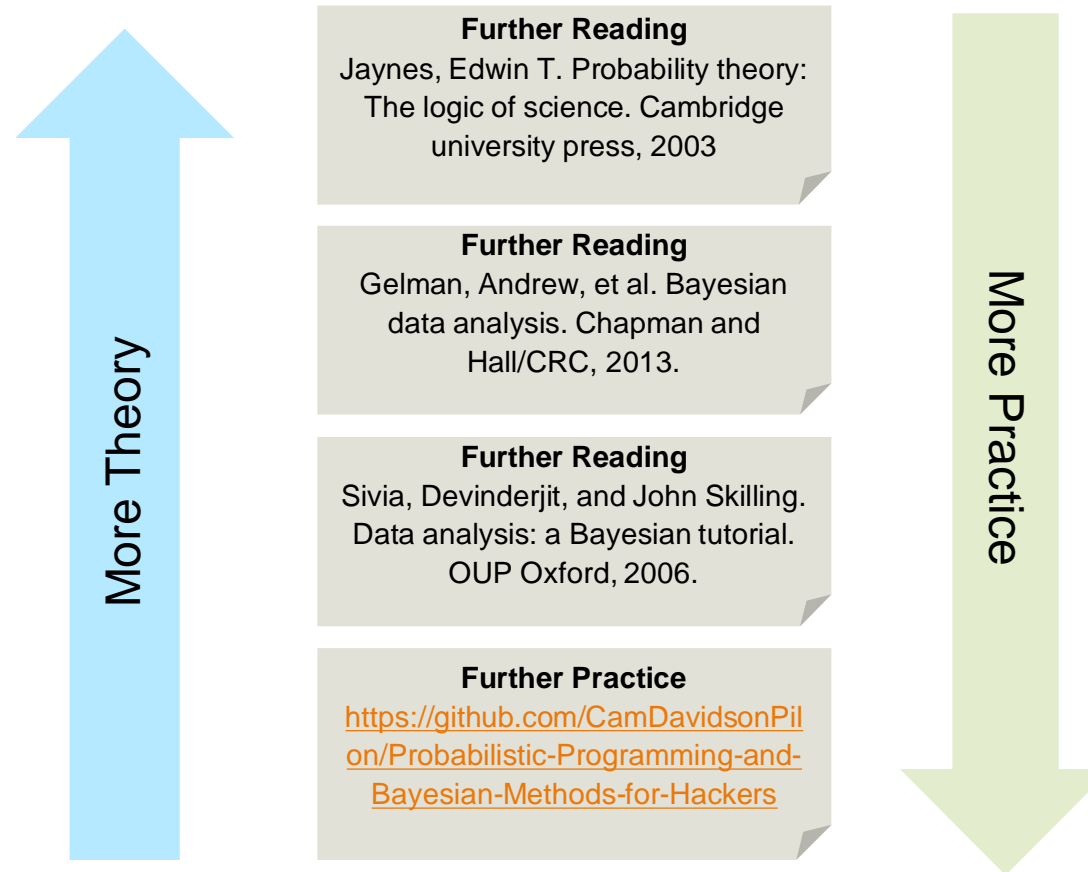 More Theory
Further Reading
Jaynes, Edwin T. Probability theory:
The logic of science. Cambridge
university press, 2003
Further Reading
Gelman, Andrew, et al. Bayesian
data analysis. Chapman and
Hall/CRC, 2013.
Further Reading
Sivia, Devinderjit, and John Skilling.
Data analysis: a Bayesian tutorial.
OUP Oxford, 2006.
Further Practice
https://github.com/CamDavidsonPil
on/Probabilistic-Programming-and-
Bayesian-Methods-for-Hackers
More Practice